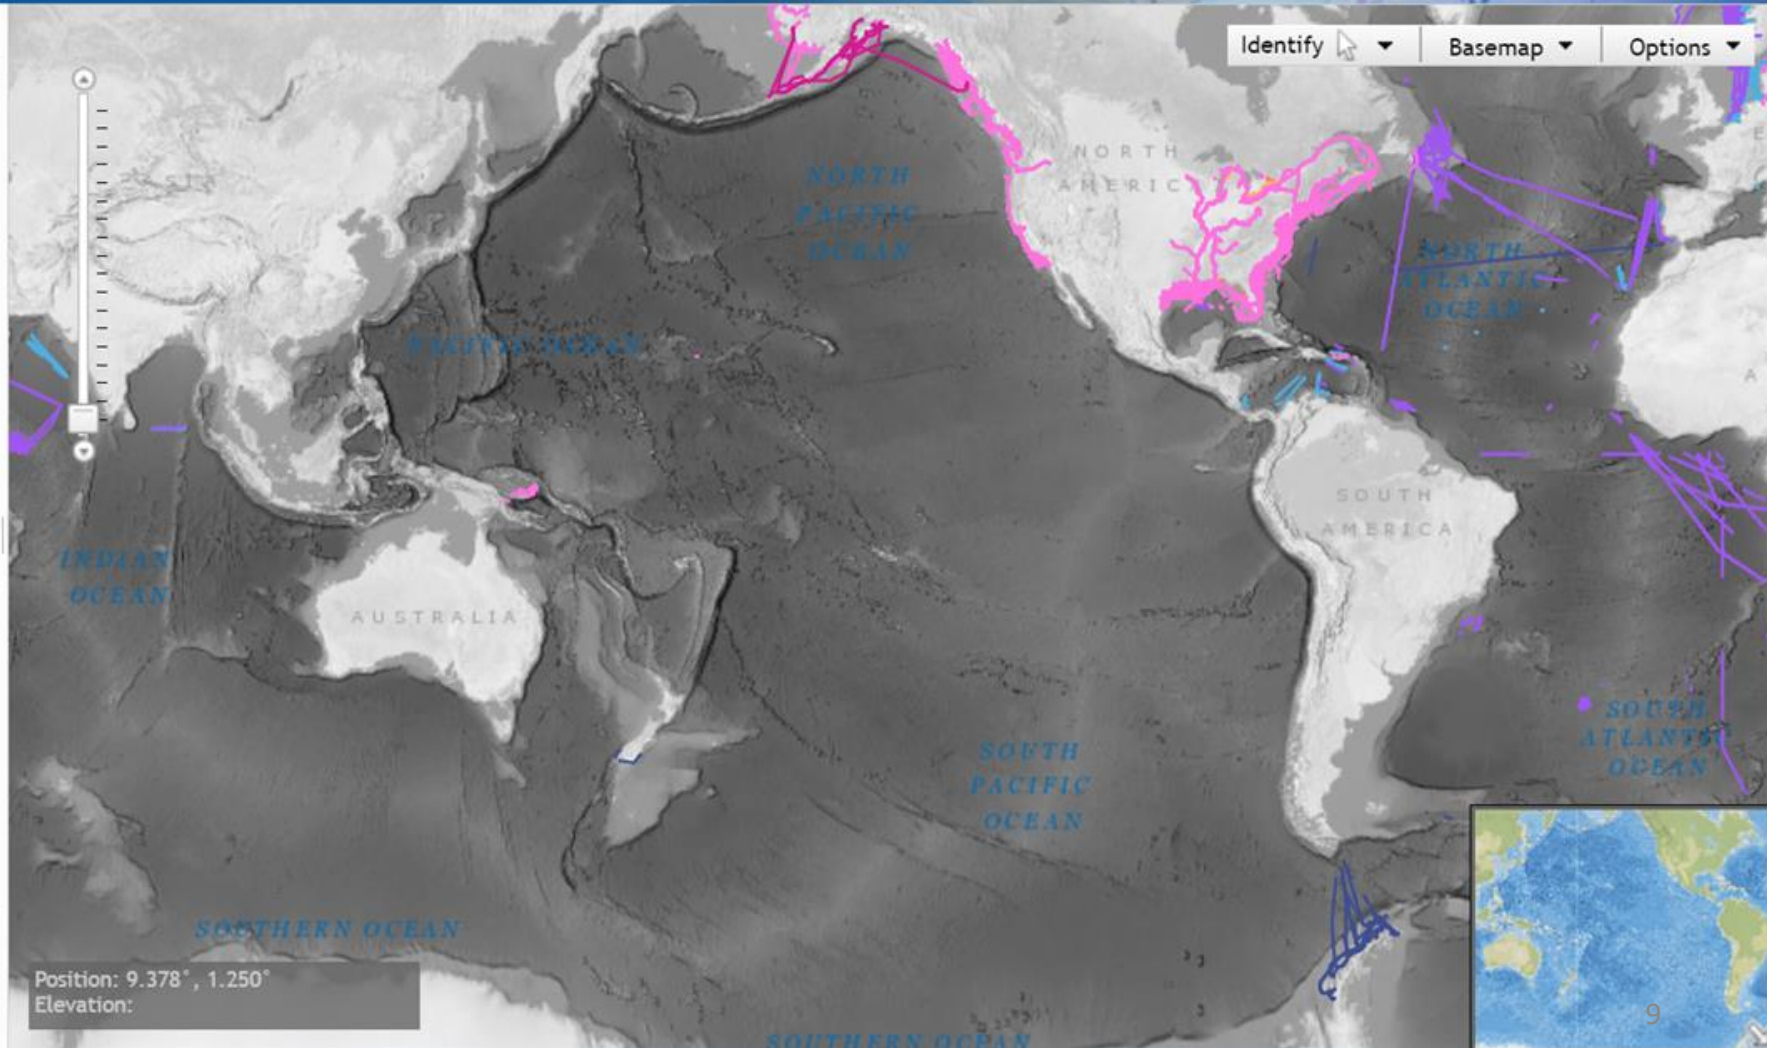 Identify
Basemap
Options
NORTH
AMERIC
NORTH
PACIFIC
OCEAN
NORTH
ATLANTIC
OCEAN
PACIFIC OCEAN
A
SOUTH
AMERICA
INDIAN
OCEAN
AUSTRALIA
SOUTH
ATLANTIC
OCEAN
SOUTH
PACIFIC
OCEAN
SOUTHERN OCEAN
Position: 9.378°, 1.250°
Elevation:
9
SOUTHERN OCEAN